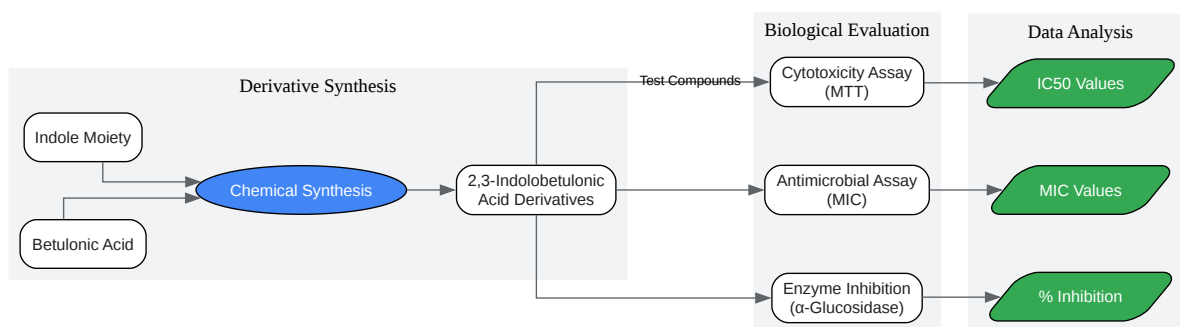 Derivative Synthesis
Indole Moiety
Betulonic Acid
Chemical Synthesis
2,3-Indolobetulonic
Acid Derivatives
Test Compounds
Biological Evaluation
Cytotoxicity Assay
(MTT)
Antimicrobial Assay
(MIC)
Enzyme Inhibition
(α-Glucosidase)
Data Analysis
IC50 Values
MIC Values
% Inhibition